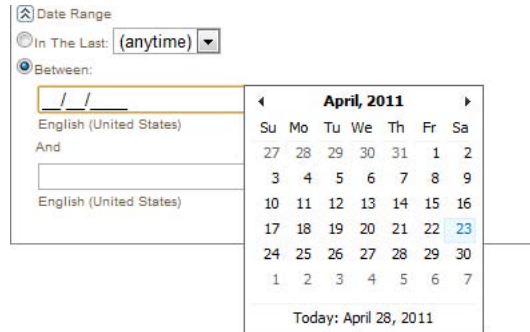 Date Range
In The Last: (anytime)
Between:
__/__/____
English (United States)
And
English (United States)
April, 2011
Su Mo Tu We Th Fr Sa
27 28 29 30 31 1 2
3 4 5 6 7 8 9
10 11 12 13 14 15 16
17 18 19 20 21 22 23
24 25 26 27 28 29 30
1 2 3 4 5 6 7
Today: April 28, 2011